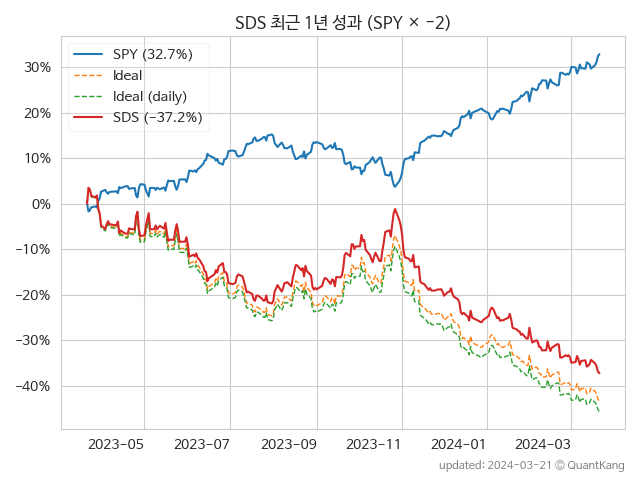 SDS 최근 1년 성과 (SPY × −2)
SPY (32.7%)
Ideal
Ideal (daily)
SDS (−37.2%)
30%
20%
10%
0%
−10%
−20%
−30%
−40%
2023−05 2023−07 2023−09 2023−11 2024−01 2024−03
updated: 2024−03−21 © QuantKang